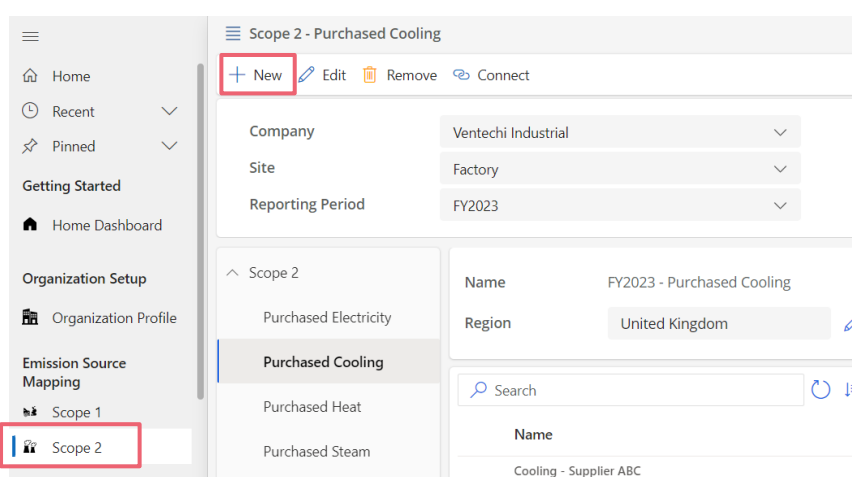 Scope 2 - Purchased Cooling
New Edit Remove Connect
Home
Recent
Pinned
Getting Started
Home Dashboard
Organization Setup
Organization Profile
Emission Source
Mapping
Scope 1
Scope 2
Company Ventechi Industrial
Site Factory
Reporting Period FY2023
Scope 2
Purchased Electricity
Purchased Cooling
Purchased Heat
Purchased Steam
Name FY2023 - Purchased Cooling
Region United Kingdom
Search
Name
Cooling - Supplier ABC